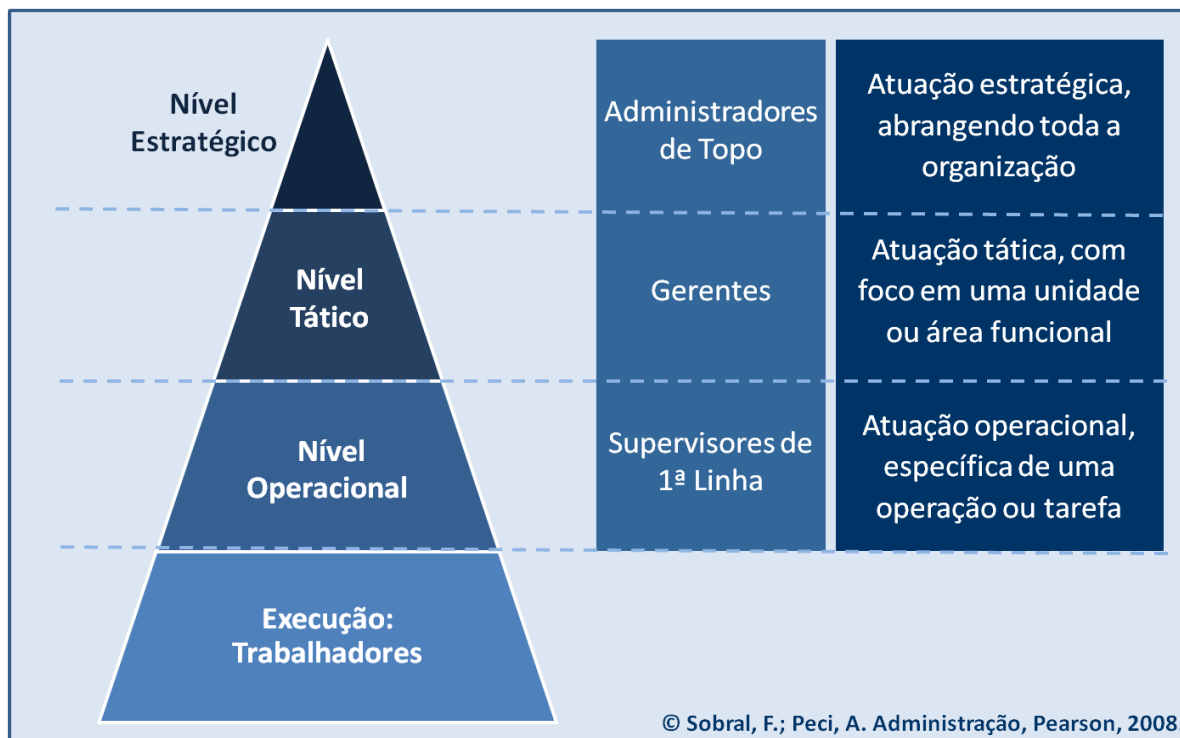 Nível
Estratégico
Administradores
de Topo
Atuação estratégica,
abrangendo toda a
organização
Nível
Tático
Gerentes
Atuação tática, com
foco em uma unidade
ou área funcional
Nível
Operacional
Supervisores de
1ª Linha
Atuação operacional,
específica de uma
operação ou tarefa
Execução:
Trabalhadores
© Sobral, F.; Peci, A. Administração, Pearson, 2008.